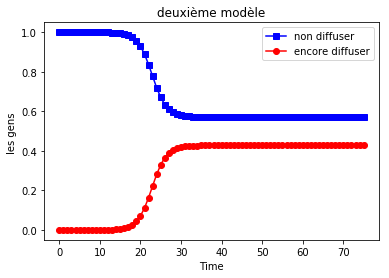 deuxième modèle
non diffuser
encore diffuser
les gens
1.0
0.8
0.6
0.4
0.2
0.0
0 10 20 30 40 50 60 70
Time